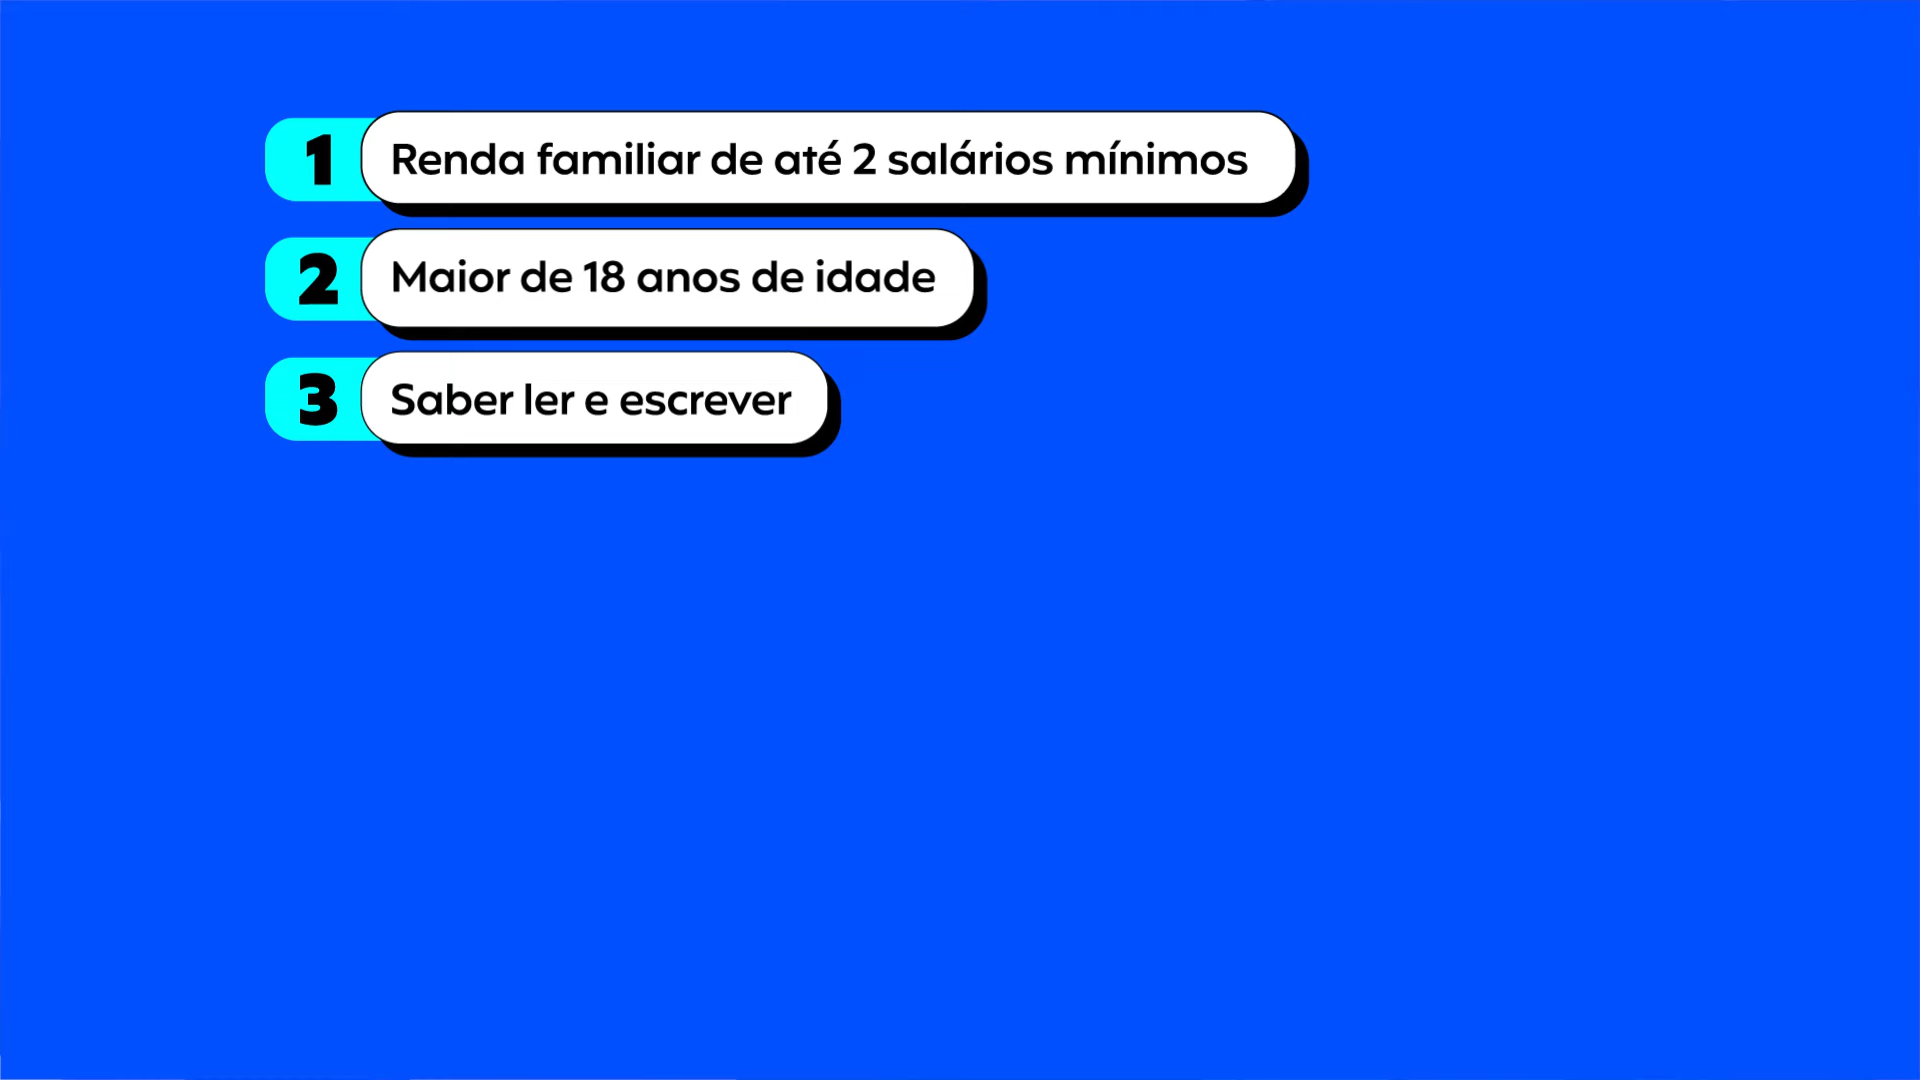 1 Renda familiar de até 2 salários mínimos
2 Maior de 18 anos de idade
3 Saber ler e escrever